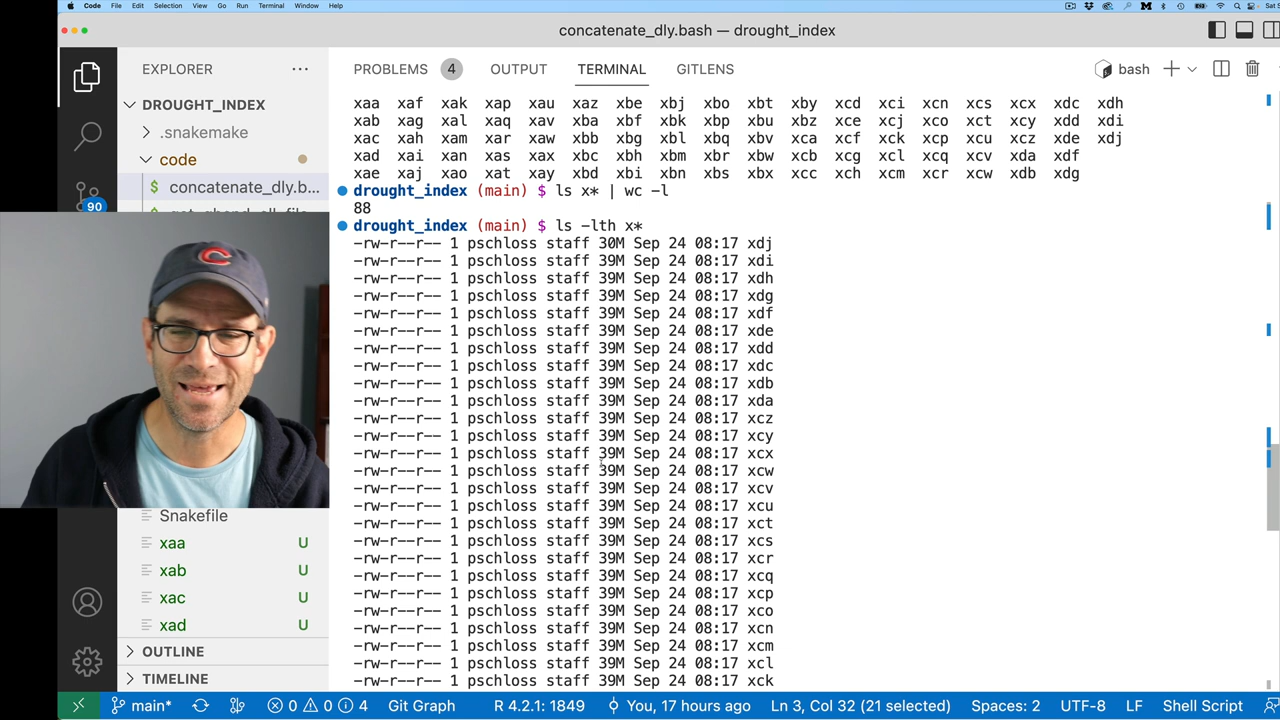 Code File Edit Selection View Go Run Terminal Window Help
concatenate_dly.bash — drought_index
EXPLORER
PROBLEMS 4 OUTPUT TERMINAL GITLENS
bash
DROUGHT_INDEX
.snakemake
code
$ concatenate_dly.b...
90
Snakefile
xaa U
xab U
xac U
xad U
OUTLINE
TIMELINE
xaa xaf xak xap xau xaz xbe xbj xbo xbt xby xcd xci xcn xcs xcx xdc xdh
xab xag xal xaq xav xba xbf xbk xbp xbu xbz xce xcj xco xct xcy xdd xdi
xac xah xam xar xaw xbb xbg xbl xbq xbv xca xcf xck xcp xcu xcz xde xdj
xad xai xan xas xax xbc xbh xbm xbr xbw xcb xcg xcl xcq xcv xda xdf
xae xaj xao xat xay xbd xbi xbn xbs xbx xcc xch xcm xcr xcw xdb xdg
drought_index (main) $ ls x* | wc -l
88
drought_index (main) $ ls -lth x*
-rw-r--r-- 1 pschloss staff 30M Sep 24 08:17 xdj
-rw-r--r-- 1 pschloss staff 39M Sep 24 08:17 xdi
-rw-r--r-- 1 pschloss staff 39M Sep 24 08:17 xdh
-rw-r--r-- 1 pschloss staff 39M Sep 24 08:17 xdg
-rw-r--r-- 1 pschloss staff 39M Sep 24 08:17 xdf
-rw-r--r-- 1 pschloss staff 39M Sep 24 08:17 xde
-rw-r--r-- 1 pschloss staff 39M Sep 24 08:17 xdd
-rw-r--r-- 1 pschloss staff 39M Sep 24 08:17 xdc
-rw-r--r-- 1 pschloss staff 39M Sep 24 08:17 xdb
-rw-r--r-- 1 pschloss staff 39M Sep 24 08:17 xda
-rw-r--r-- 1 pschloss staff 39M Sep 24 08:17 xcz
-rw-r--r-- 1 pschloss staff 39M Sep 24 08:17 xcy
-rw-r--r-- 1 pschloss staff 39M Sep 24 08:17 xcx
-rw-r--r-- 1 pschloss staff 39M Sep 24 08:17 xcw
-rw-r--r-- 1 pschloss staff 39M Sep 24 08:17 xcv
-rw-r--r-- 1 pschloss staff 39M Sep 24 08:17 xcu
-rw-r--r-- 1 pschloss staff 39M Sep 24 08:17 xct
-rw-r--r-- 1 pschloss staff 39M Sep 24 08:17 xcs
-rw-r--r-- 1 pschloss staff 39M Sep 24 08:17 xcr
-rw-r--r-- 1 pschloss staff 39M Sep 24 08:17 xcq
-rw-r--r-- 1 pschloss staff 39M Sep 24 08:17 xcp
-rw-r--r-- 1 pschloss staff 39M Sep 24 08:17 xco
-rw-r--r-- 1 pschloss staff 39M Sep 24 08:17 xcn
-rw-r--r-- 1 pschloss staff 39M Sep 24 08:17 xcm
-rw-r--r-- 1 pschloss staff 39M Sep 24 08:17 xcl
-rw-r--r-- 1 pschloss staff 39M Sep 24 08:17 xck
main* 0 0 4 Git Graph R 4.2.1: 1849 You, 17 hours ago Ln 3, Col 32 (21 selected) Spaces: 2 UTF-8 LF Shell Script